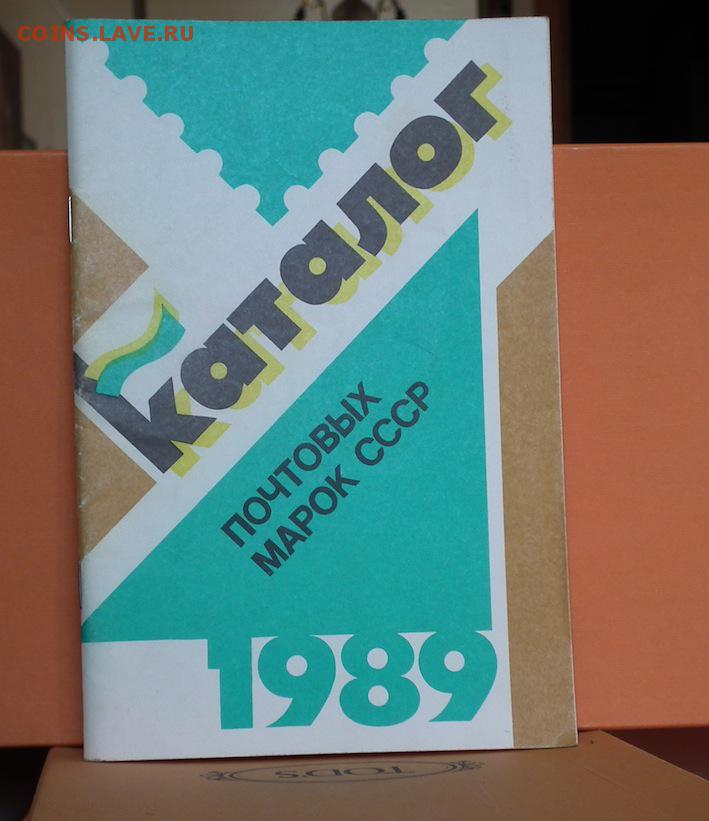 COINS.LAVE.RU
каталог
ПОЧТОВЫХ
МАРОК СССР
1989
TOD'S